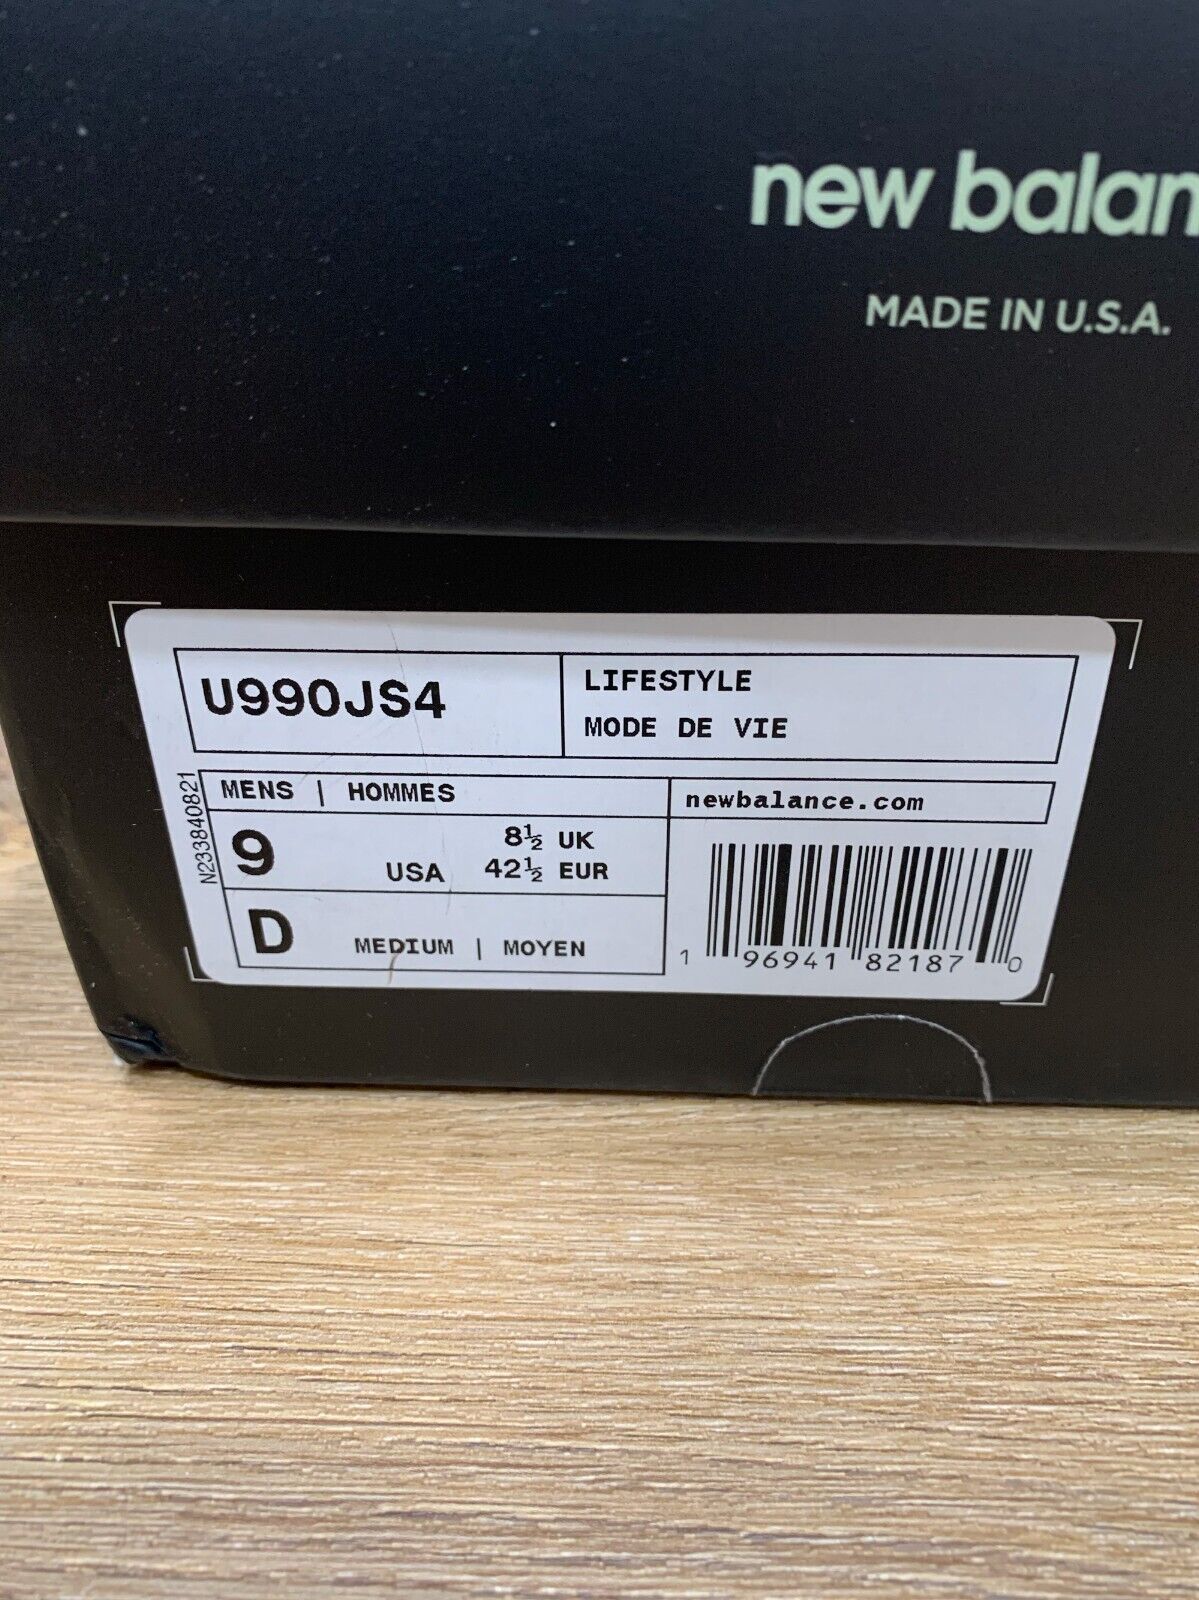 new balan
MADE IN U.S.A.
U990JS4
LIFESTYLE
MODE DE VIE
N233840821
MENS | HOMMES
newbalance.com
9 USA 8½ UK
42½ EUR
D MEDIUM | MOYEN
1 96941 82187 0